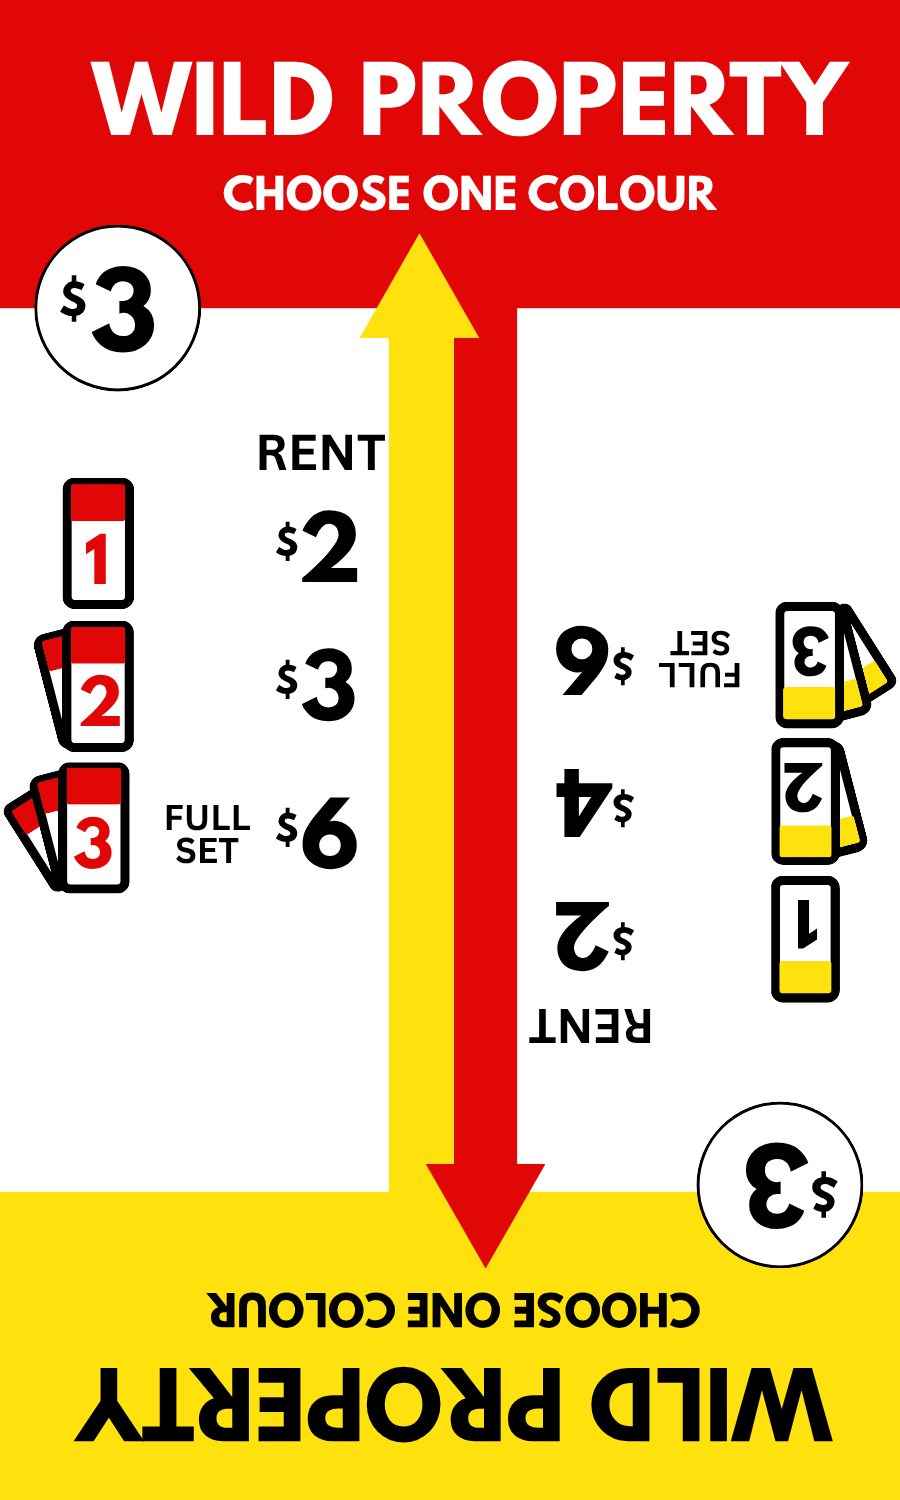 WILD PROPERTY
CHOOSE ONE COLOUR
$3
RENT
1 $2
2 $3
3 FULL SET $6
WILD PROPERTY
CHOOSE ONE COLOUR
$3
RENT
1 $2
2 $4
3 FULL SET $6